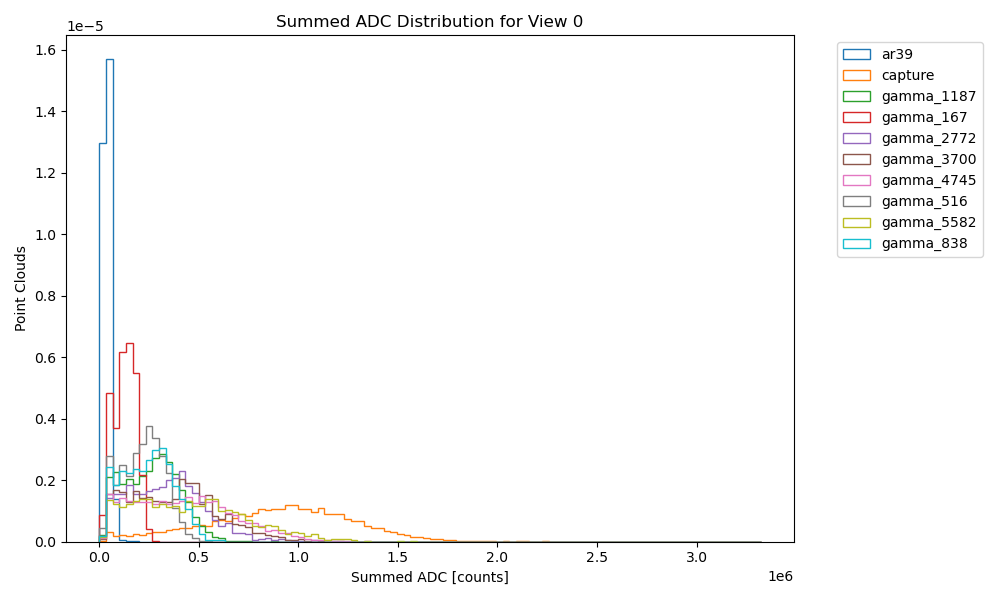 Summed ADC Distribution for View 0
1e−5
1.6
1.4
1.2
1.0
0.8
0.6
0.4
0.2
0.0
Point Clouds
0.0 0.5 1.0 1.5 2.0 2.5 3.0
1e6
Summed ADC [counts]
ar39
capture
gamma_1187
gamma_167
gamma_2772
gamma_3700
gamma_4745
gamma_516
gamma_5582
gamma_838